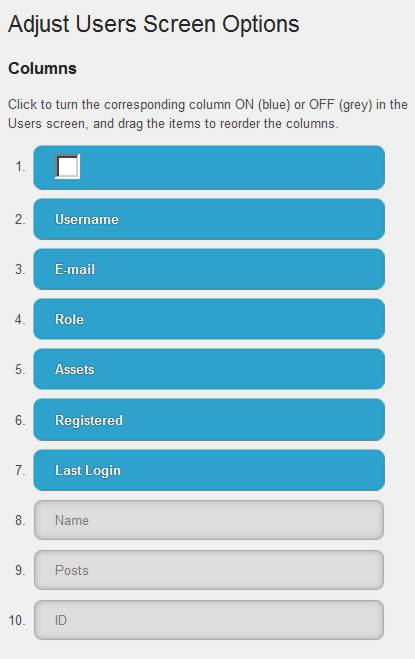 Adjust Users Screen Options
Columns
Click to turn the corresponding column ON (blue) or OFF (grey) in the
Users screen, and drag the items to reorder the columns.
1.
2. Username
3. E-mail
4. Role
5. Assets
6. Registered
7. Last Login
8. Name
9. Posts
10. ID